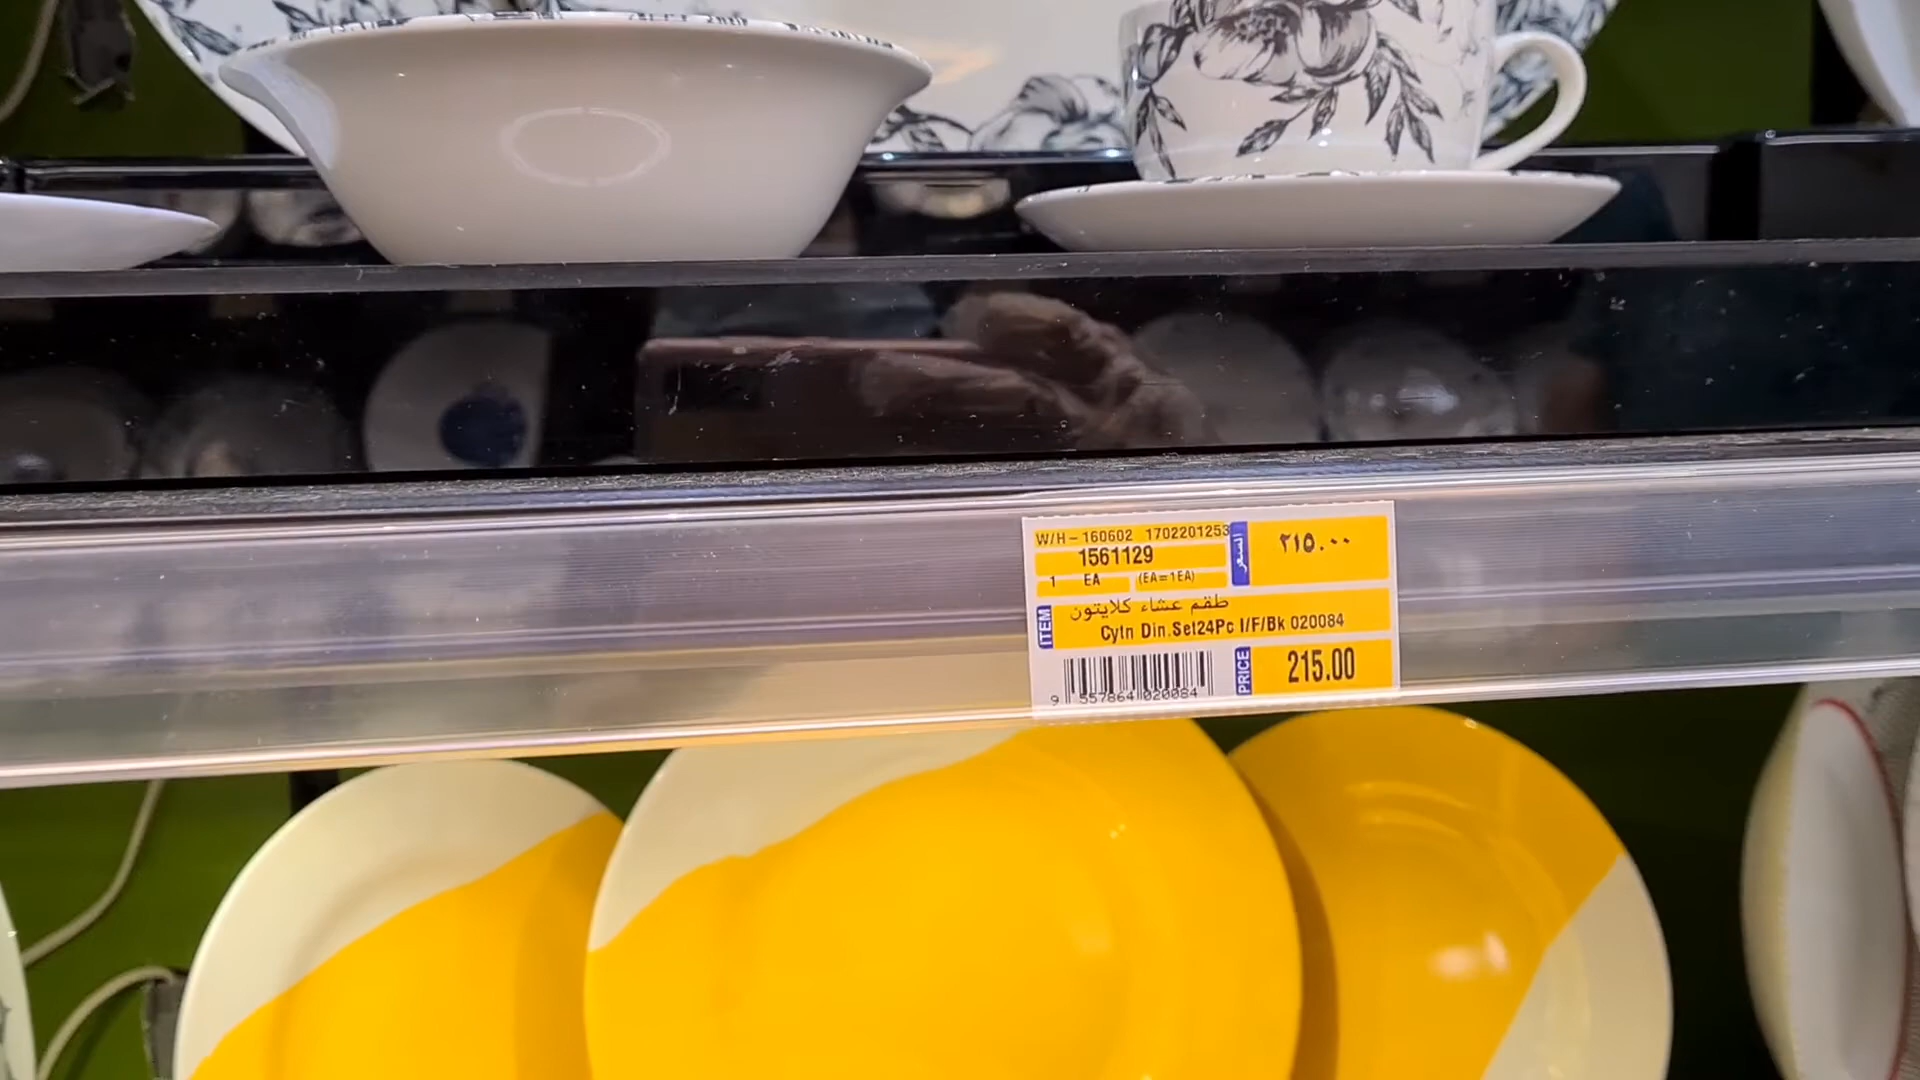 W/H-160602 1702201253
1561129
1 EA (EA=1EA)
السعر ٢١٥.٠٠
طقم عشاء كلايتون
ITEM Cytn Din.Set24Pc I/F/Bk 020084
9 557864 020084
PRICE 215.00